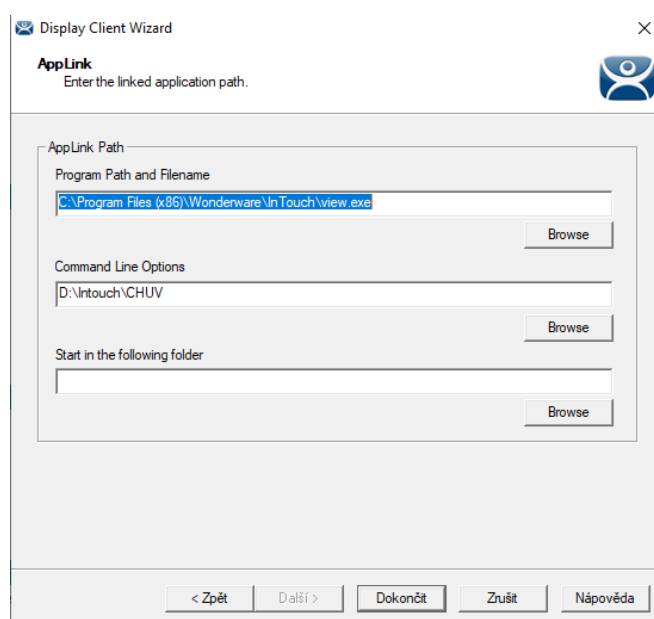 Display Client Wizard
AppLink
Enter the linked application path.
AppLink Path
Program Path and Filename
C:\Program Files (x86)\Wonderware\InTouch\view.exe
Browse
Command Line Options
D:\Intouch\CHUV
Browse
Start in the following folder
Browse
< Zpět
Další >
Dokončit
Zrušit
Nápověda